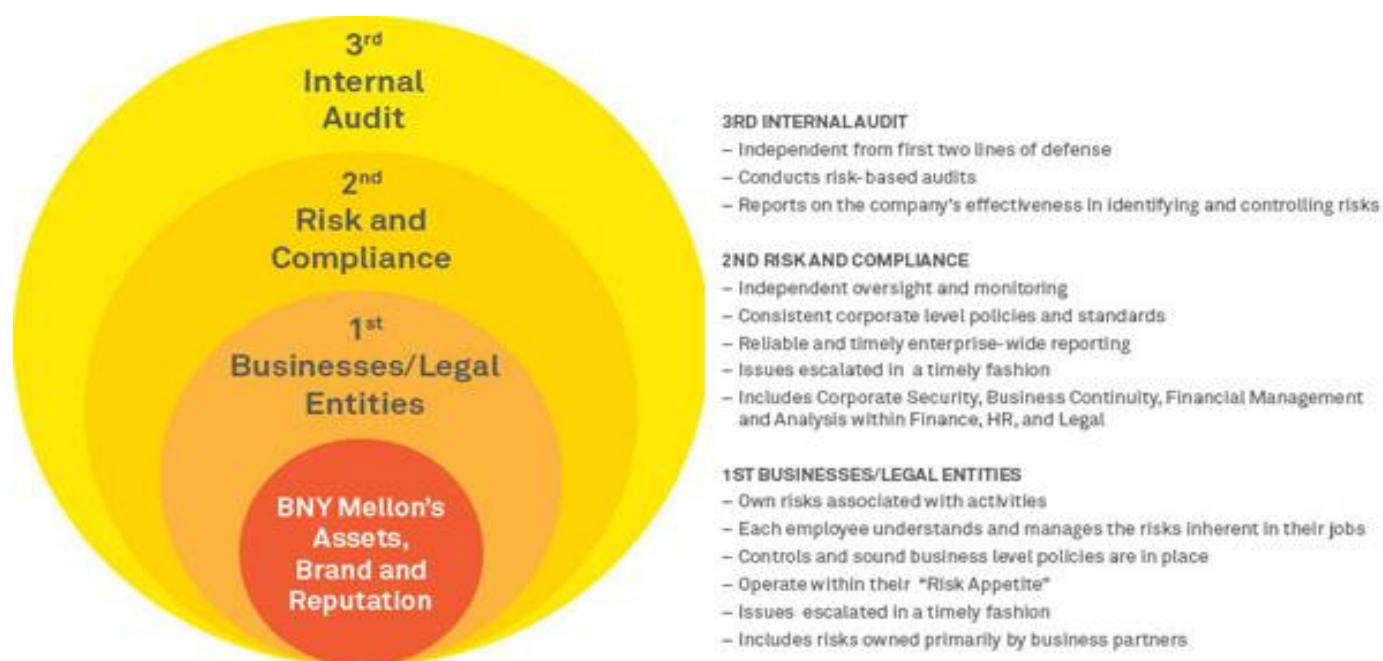 3rd
Internal
Audit
2nd
Risk and
Compliance
1st
Businesses/Legal
Entities
BNY Mellon's
Assets,
Brand and
Reputation
3RD INTERNAL AUDIT
– Independent from first two lines of defense
– Conducts risk-based audits
– Reports on the company's effectiveness in identifying and controlling risks
2ND RISK AND COMPLIANCE
– Independent oversight and monitoring
– Consistent corporate level policies and standards
– Reliable and timely enterprise-wide reporting
– Issues escalated in a timely fashion
– Includes Corporate Security, Business Continuity, Financial Management
and Analysis within Finance, HR, and Legal
1ST BUSINESSES/LEGAL ENTITIES
– Own risks associated with activities
– Each employee understands and manages the risks inherent in their jobs
– Controls and sound business level policies are in place
– Operate within their "Risk Appetite"
– Issues escalated in a timely fashion
– Includes risks owned primarily by business partners